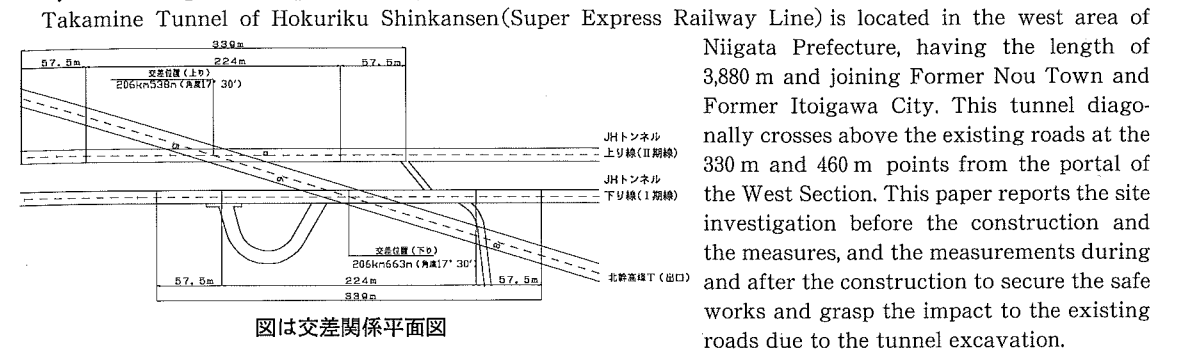 Takamine Tunnel of Hokuriku Shinkansen(Super Express Railway Line) is located in the west area of
Niigata Prefecture, having the length of
3,880 m and joining Former Nou Town and
Former Itoigawa City. This tunnel diago-
nally crosses above the existing roads at the
330 m and 460 m points from the portal of
the West Section. This paper reports the site
investigation before the construction and
the measures, and the measurements during
and after the construction to secure the safe
works and grasp the impact to the existing
roads due to the tunnel excavation.
339m
57.5m
224m
57.5m
交差位置(上り)
206km538m(角度17°30')
JHトンネル
上り線(Ⅱ期線)
JHトンネル
下り線(Ⅰ期線)
交差位置(下り)
206km663m(角度17°30')
北幹高峰T(出口)
57.5m
224m
57.5m
339m
図は交差関係平面図